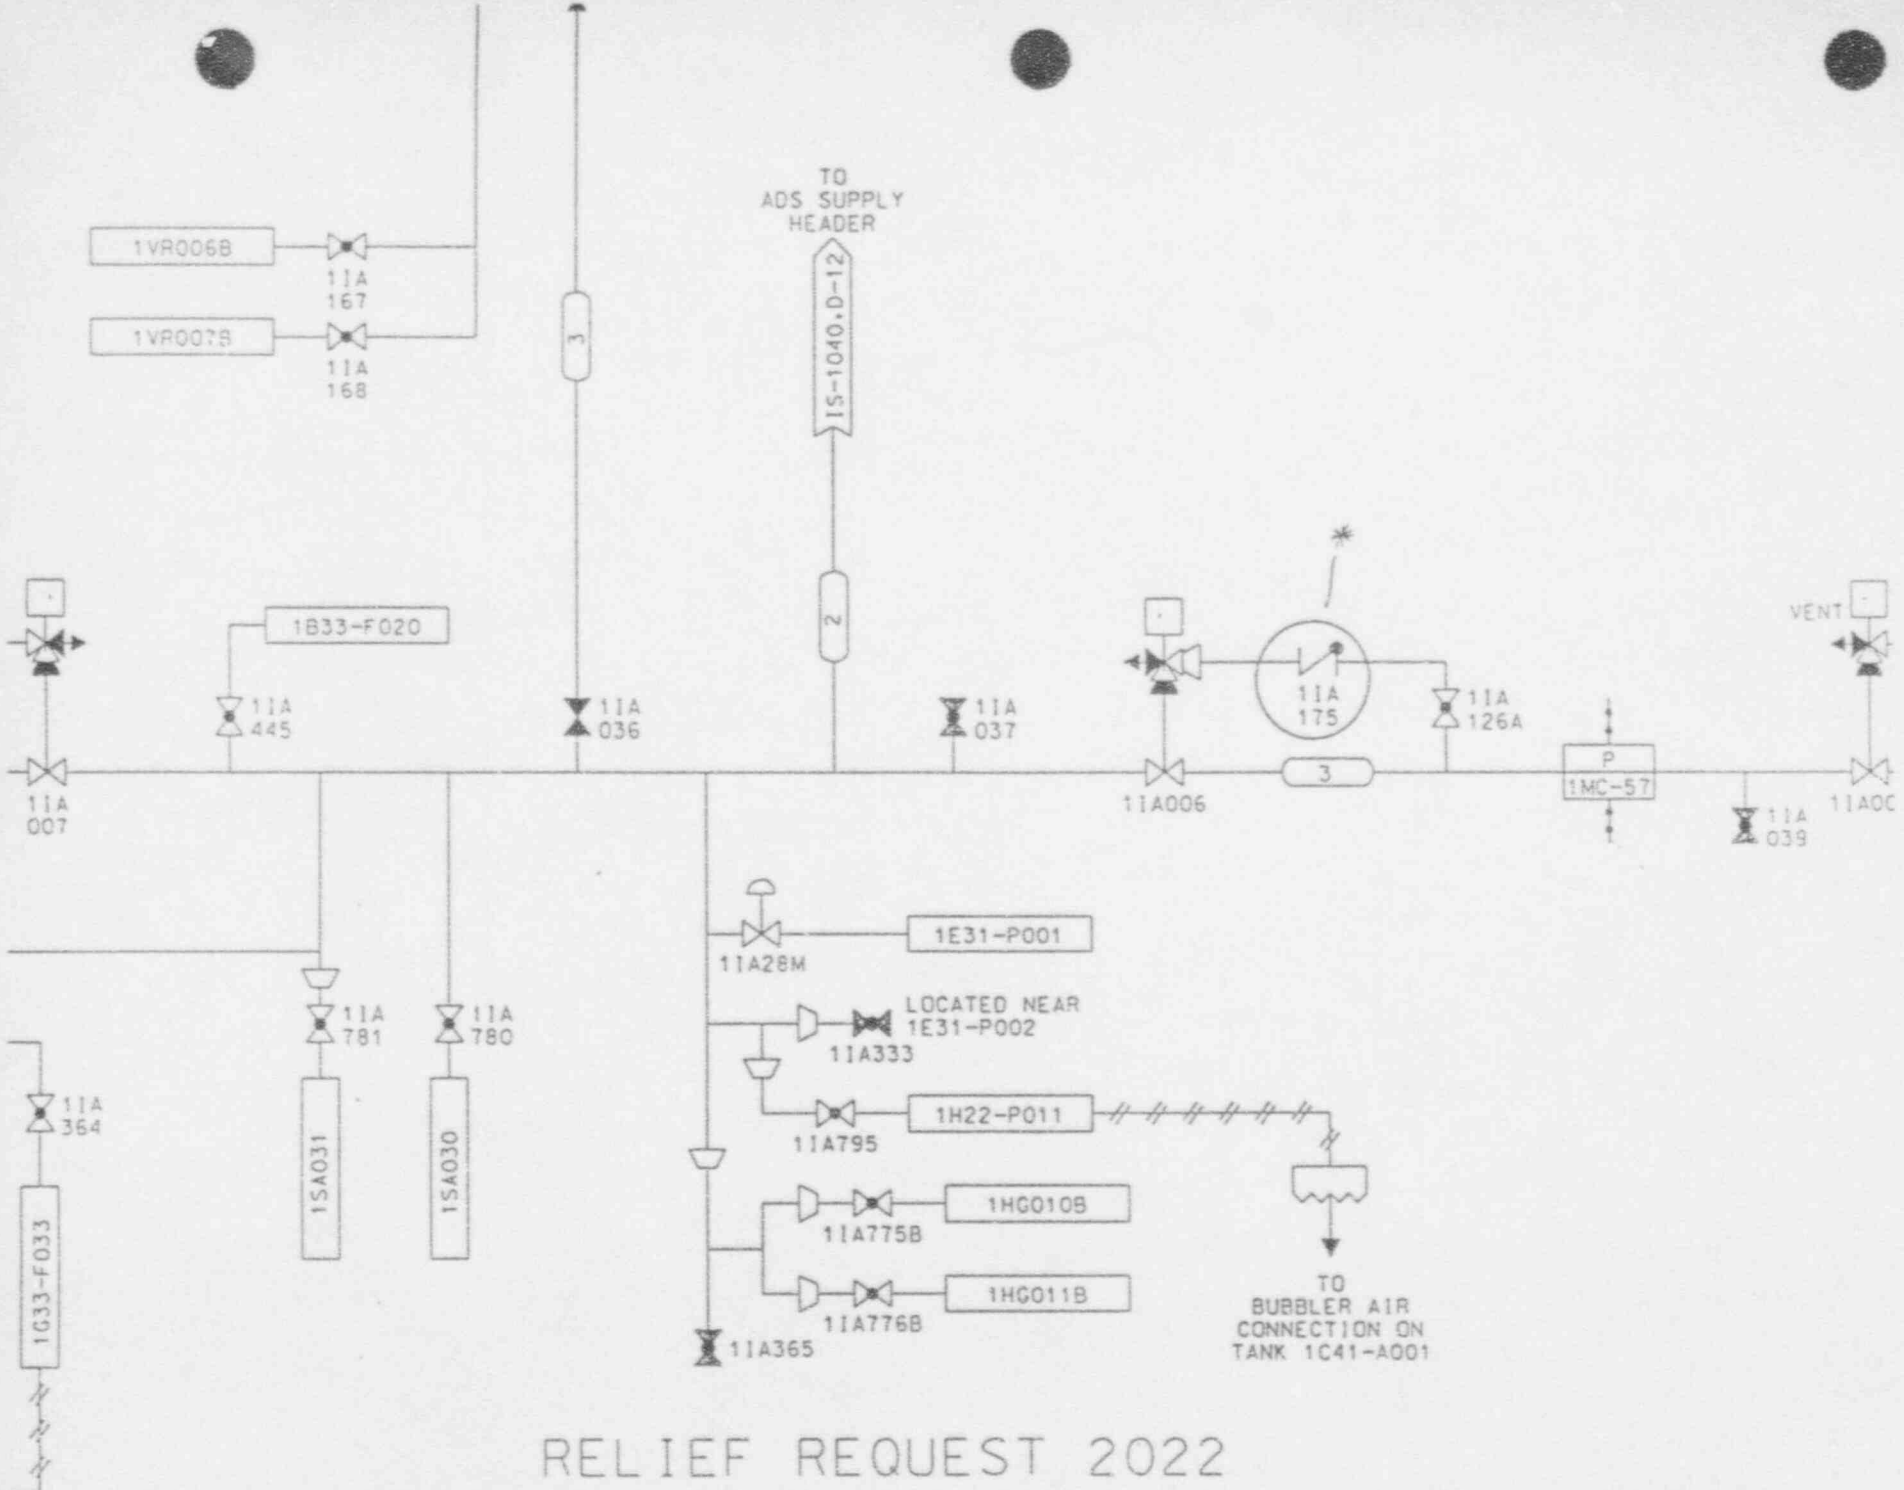 TO
ADS SUPPLY
HEADER
IS-1040,D-12
1VR006B
1IA
167
1VR007B
1IA
168
3
2
1B33-F020
1IA
445
1IA
036
1IA
037
1IA
175
*
1IA
126A
VENT
1IA
007
1IA006
3
P
1MC-57
1IA
039
1IA00
1IA28M
1E31-P001
LOCATED NEAR
1E31-P002
1IA333
1IA
781
1IA
780
1IA
364
1IA795
1H22-P011
1SA031
1SA030
1G33-F033
1IA775B
1HG010B
1IA776B
1HG011B
1IA365
TO
BUBBLER AIR
CONNECTION ON
TANK 1C41-A001
RELIEF REQUEST 2022